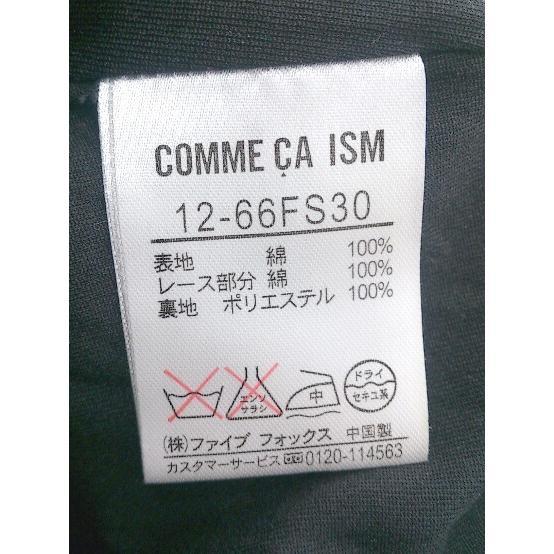 COMME ÇA ISM
12-66FS30
表地 綿 100%
レース部分 綿 100%
裏地 ポリエステル 100%
エンソ
サラシ
中
ドライ
セキユ系
(株)ファイブ フォックス 中国製
カスタマーサービス 0120-114563